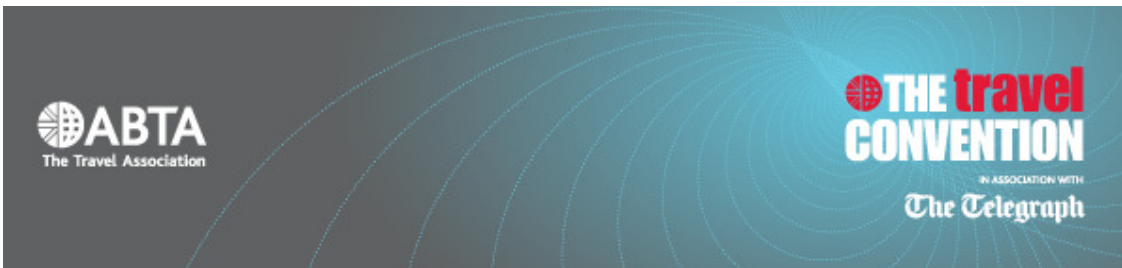 ABTA
The Travel Association
THE travel
CONVENTION
IN ASSOCIATION WITH
The Telegraph